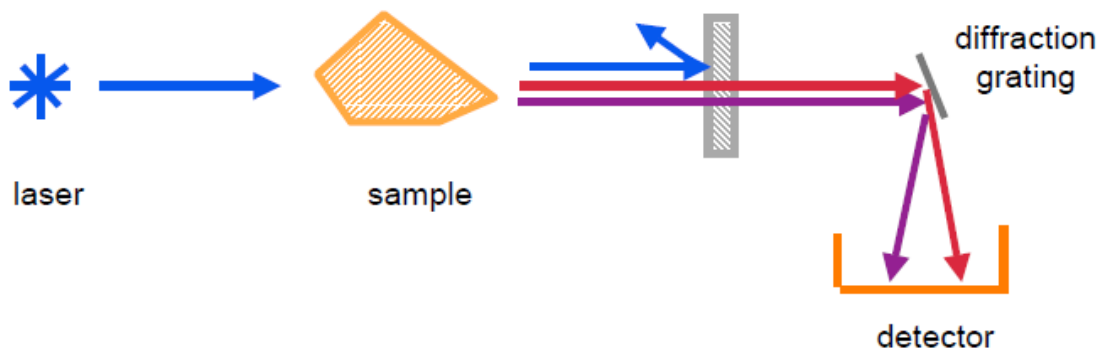 diffraction
grating
laser
sample
detector